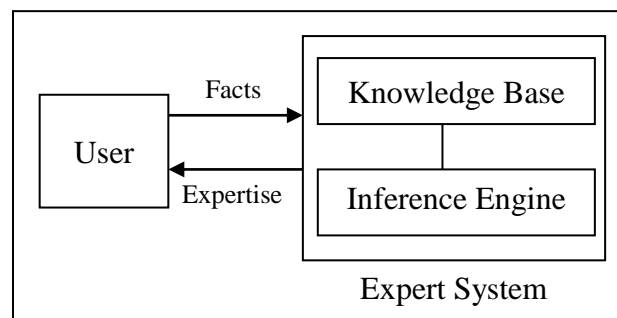 Facts
User
Expertise
Knowledge Base
Inference Engine
Expert System